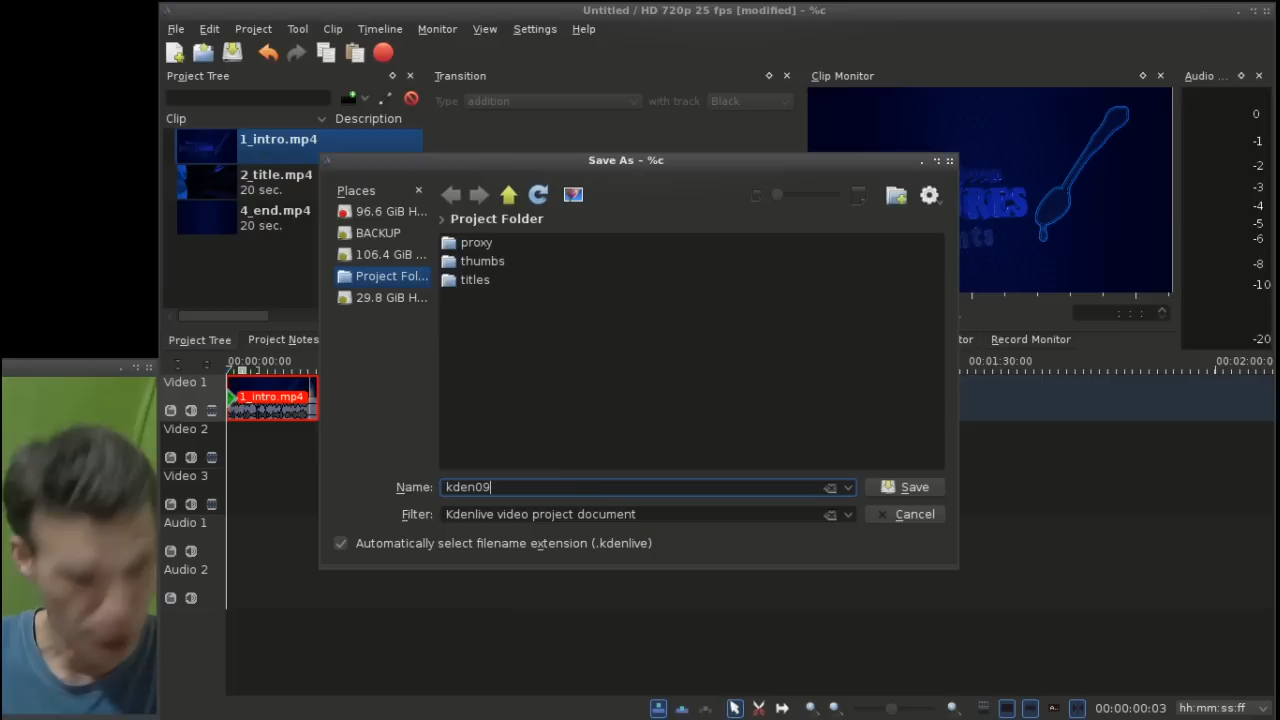 Untitled / HD 720p 25 fps [modified] – %c
File Edit Project Tool Clip Timeline Monitor View Settings Help
Project Tree
Transition
Clip Monitor
Audio ...
Type addition with track Black
Clip Description
1_intro.mp4
2_title.mp4
20 sec.
4_end.mp4
20 sec.
0
-1
-2
-3
-4
-5
-6
-8
-10
-20
Save As – %c
Places
96.6 GiB H...
BACKUP
106.4 GiB ...
Project Fol...
29.8 GiB H...
Project Folder
proxy
thumbs
titles
Name: kden09 Save
Filter: Kdenlive video project document Cancel
Automatically select filename extension (.kdenlive)
: : :
Project Tree Project Notes
tor Record Monitor
00:00:00:00 00:01:30:00 00:02:00:0
Video 1
1_intro.mp4
Video 2
Video 3
Audio 1
Audio 2
00:00:00:03 hh:mm:ss:ff